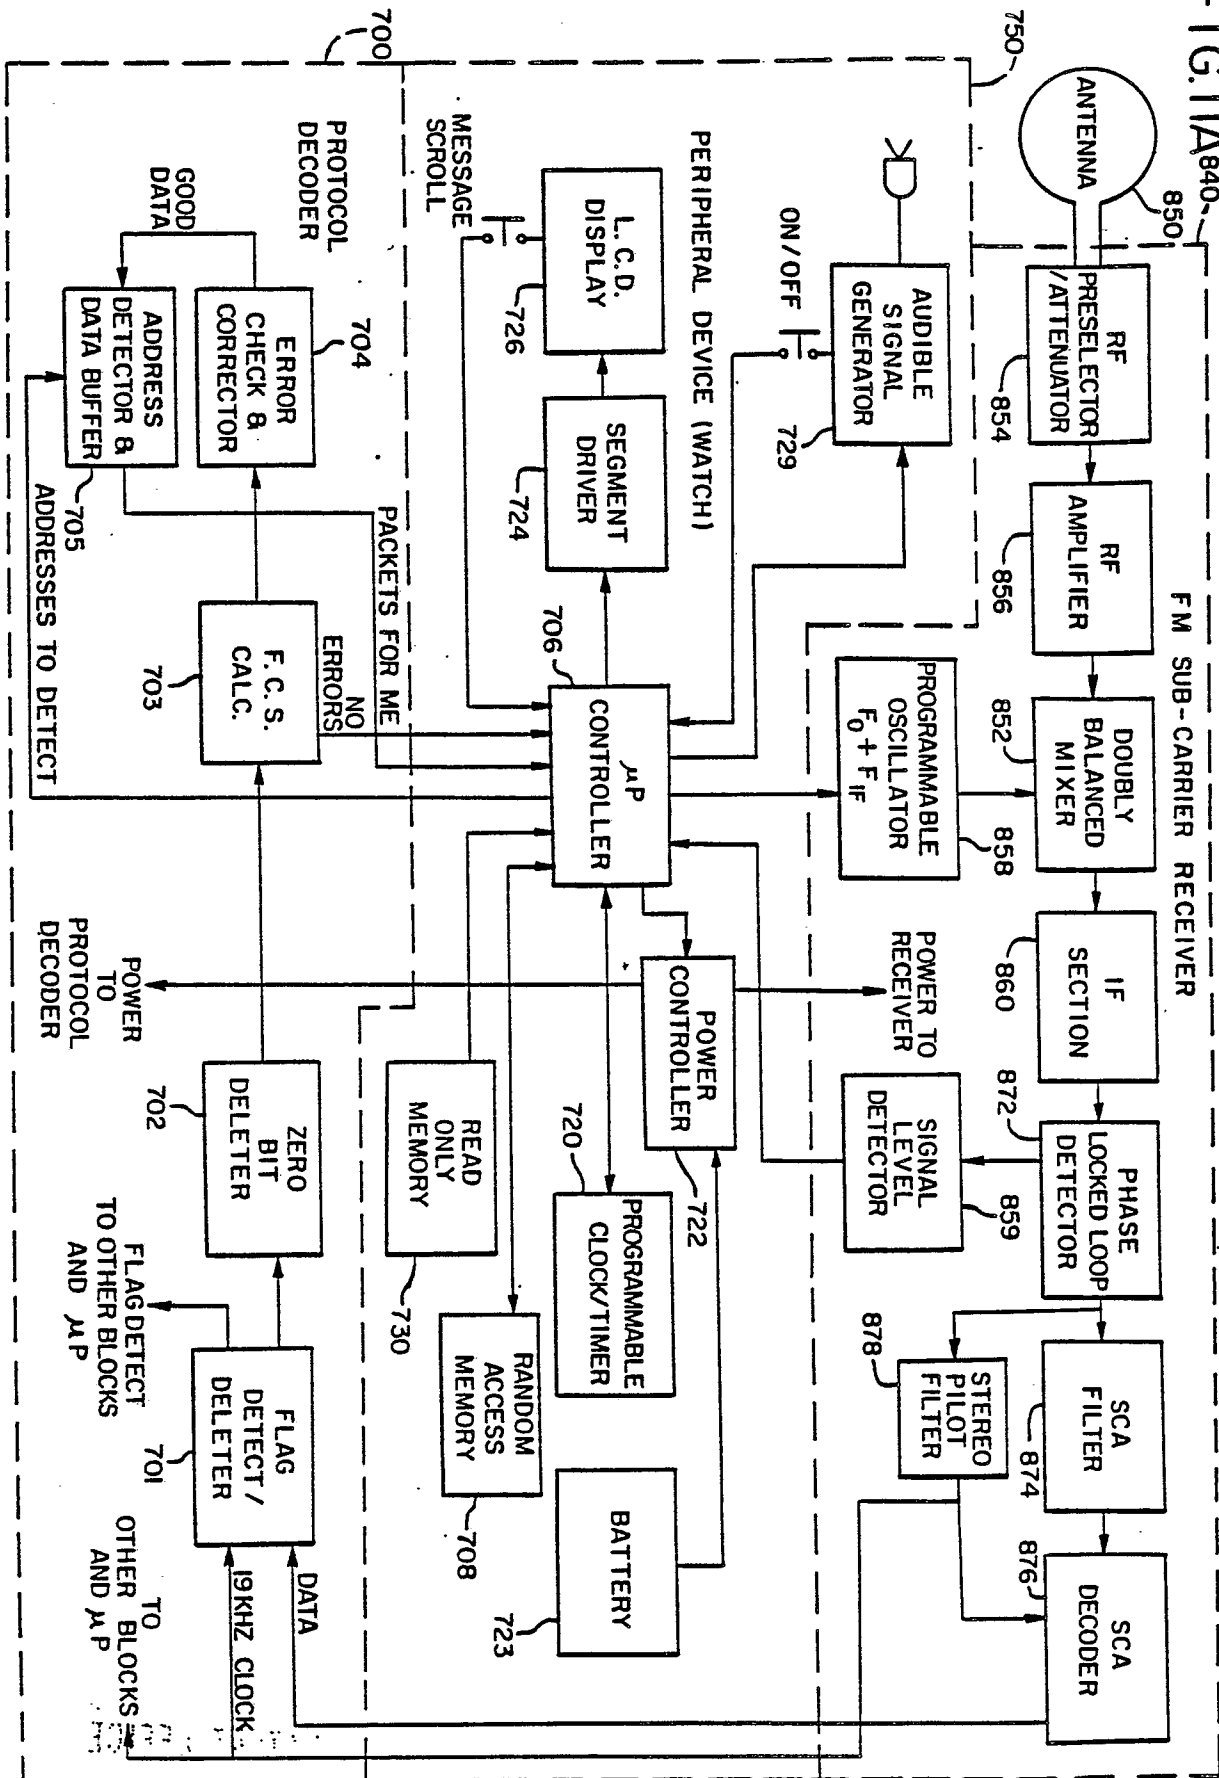 FIG. 11A
840
FM SUB-CARRIER RECEIVER
ANTENNA
850
RF
PRESELECTOR
/ATTENUATOR
854
RF
AMPLIFIER
856
DOUBLY
BALANCED
MIXER
852
IF
SECTION
860
PHASE
LOCKED LOOP
DETECTOR
872
SCA
FILTER
874
SCA
DECODER
876
PROGRAMMABLE
OSCILLATOR
F0 + F IF
858
POWER TO
RECEIVER
SIGNAL
LEVEL
DETECTOR
859
STEREO
PILOT
FILTER
878
750
AUDIBLE
SIGNAL
GENERATOR
729
ON/OFF
PERIPHERAL DEVICE (WATCH)
L.C.D.
DISPLAY
726
SEGMENT
DRIVER
724
MESSAGE
SCROLL
μP
CONTROLLER
706
POWER
CONTROLLER
722
PROGRAMMABLE
CLOCK/TIMER
720
BATTERY
723
READ
ONLY
MEMORY
730
RANDOM
ACCESS
MEMORY
708
700
PROTOCOL
DECODER
ERROR
CHECK &
CORRECTOR
704
GOOD
DATA
ADDRESS
DETECTOR &
DATA BUFFER
705
PACKETS FOR ME
NO
ERRORS
F.C.S.
CALC.
703
ADDRESSES TO DETECT
POWER
TO
PROTOCOL
DECODER
ZERO
BIT
DELETER
702
FLAG
DETECT/
DELETER
701
FLAG DETECT
TO OTHER BLOCKS
AND μP
DATA
19KHZ CLOCK
TO
OTHER BLOCKS
AND μP